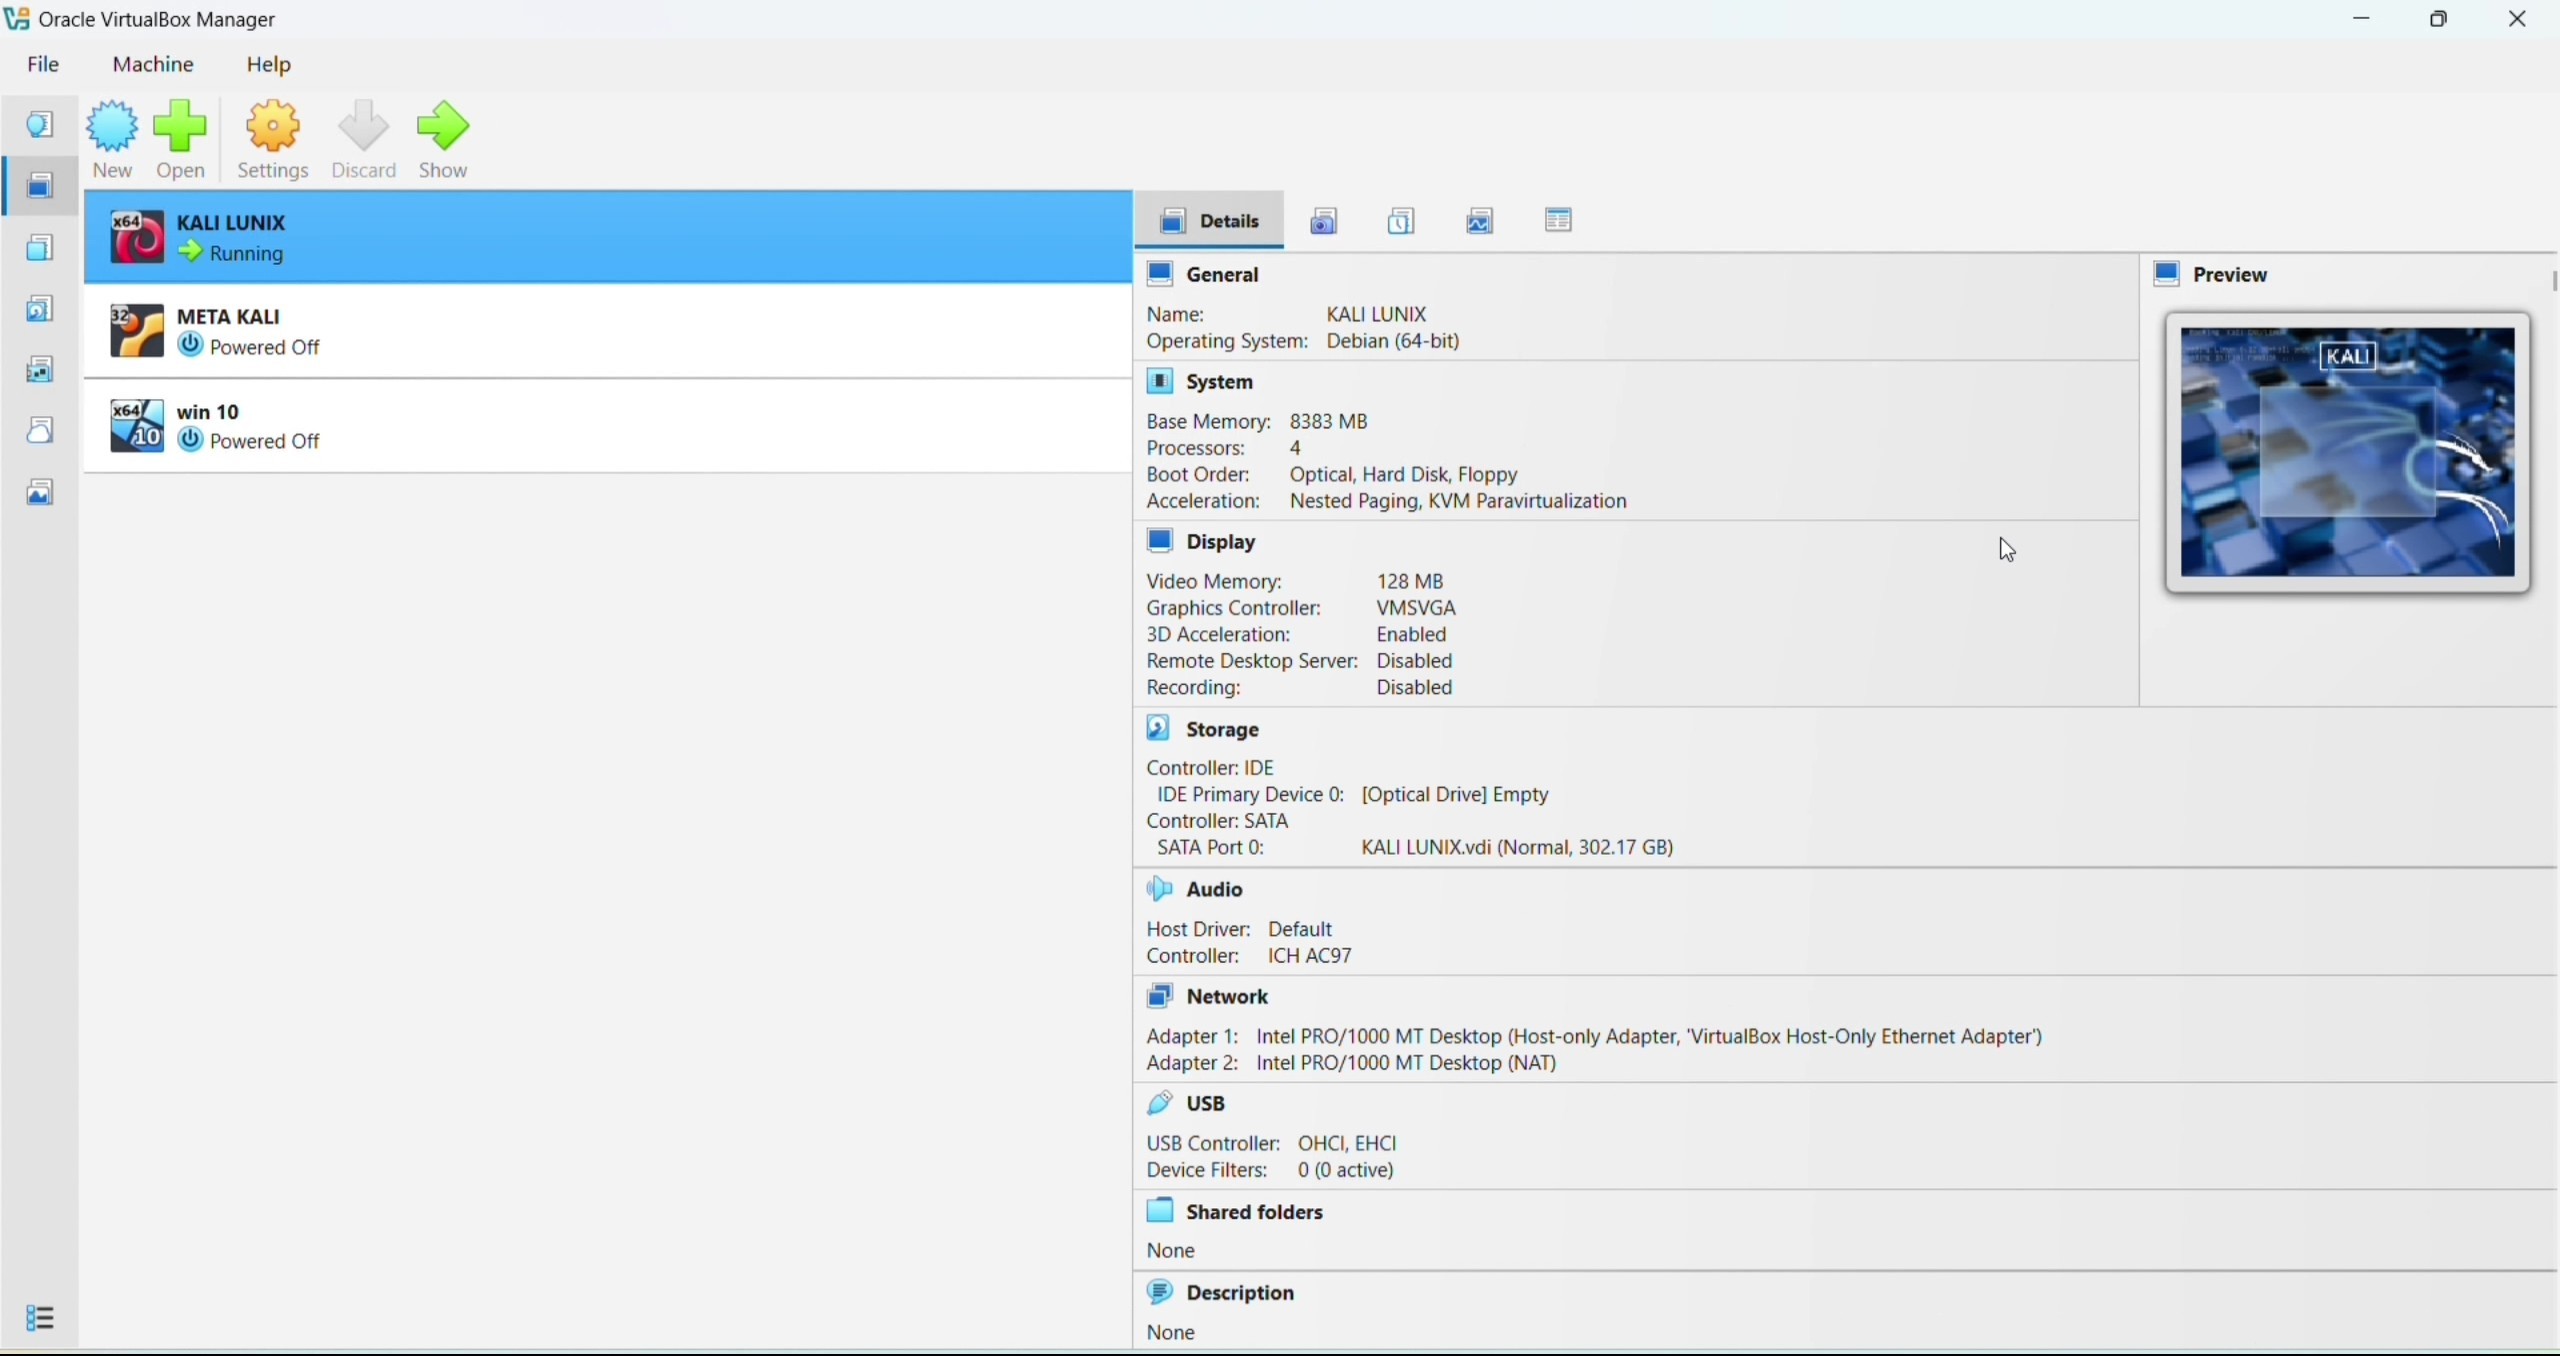 Oracle VirtualBox Manager
File Machine Help
New Open Settings Discard Show
x64 KALI LUNIX
Running
32 META KALI
Powered Off
x64 10 win 10
Powered Off
Details
General
Name: KALI LUNIX
Operating System: Debian (64-bit)
System
Base Memory: 8383 MB
Processors: 4
Boot Order: Optical, Hard Disk, Floppy
Acceleration: Nested Paging, KVM Paravirtualization
Display
Video Memory: 128 MB
Graphics Controller: VMSVGA
3D Acceleration: Enabled
Remote Desktop Server: Disabled
Recording: Disabled
Preview
KALI
Storage
Controller: IDE
IDE Primary Device 0: [Optical Drive] Empty
Controller: SATA
SATA Port 0: KALI LUNIX.vdi (Normal, 302.17 GB)
Audio
Host Driver: Default
Controller: ICH AC97
Network
Adapter 1: Intel PRO/1000 MT Desktop (Host-only Adapter, 'VirtualBox Host-Only Ethernet Adapter')
Adapter 2: Intel PRO/1000 MT Desktop (NAT)
USB
USB Controller: OHCI, EHCI
Device Filters: 0 (0 active)
Shared folders
None
Description
None